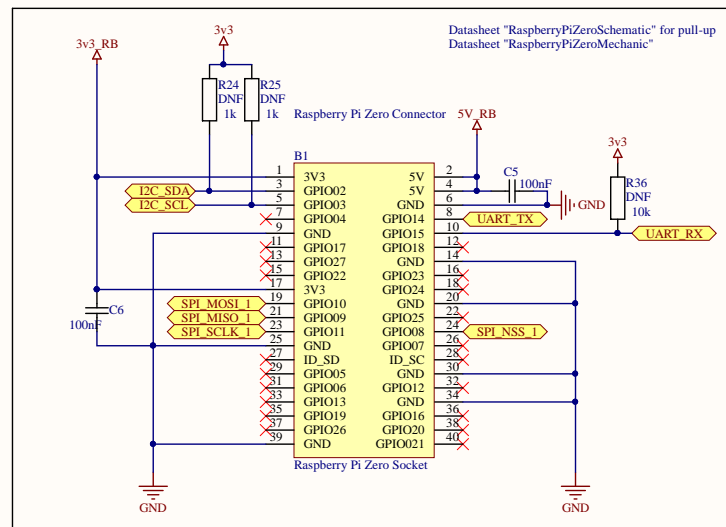 Datasheet "RaspberryPiZeroSchematic" for pull-up
Datasheet "RaspberryPiZeroMechanic"
3v3_RB
3v3
R24
DNF
1k
R25
DNF
1k
Raspberry Pi Zero Connector
5V_RB
3v3
B1
C5
100nF
R36
DNF
10k
GND
1 3V3 5V 2
I2C_SDA 3 GPIO02 5V 4
I2C_SCL 5 GPIO03 GND 6
7 GPIO04 GPIO14 8 UART_TX
9 GND GPIO15 10 UART_RX
11 GPIO17 GPIO18 12
13 GPIO27 GND 14
15 GPIO22 GPIO23 16
17 3V3 GPIO24 18
SPI_MOSI_1 19 GPIO10 GND 20
SPI_MISO_1 21 GPIO09 GPIO25 22
SPI_SCLK_1 23 GPIO11 GPIO08 24 SPI_NSS_1
25 GND GPIO07 26
27 ID_SD ID_SC 28
29 GPIO05 GND 30
31 GPIO06 GPIO12 32
33 GPIO13 GND 34
35 GPIO19 GPIO16 36
37 GPIO26 GPIO20 38
39 GND GPIO021 40
C6
100nF
Raspberry Pi Zero Socket
GND
GND